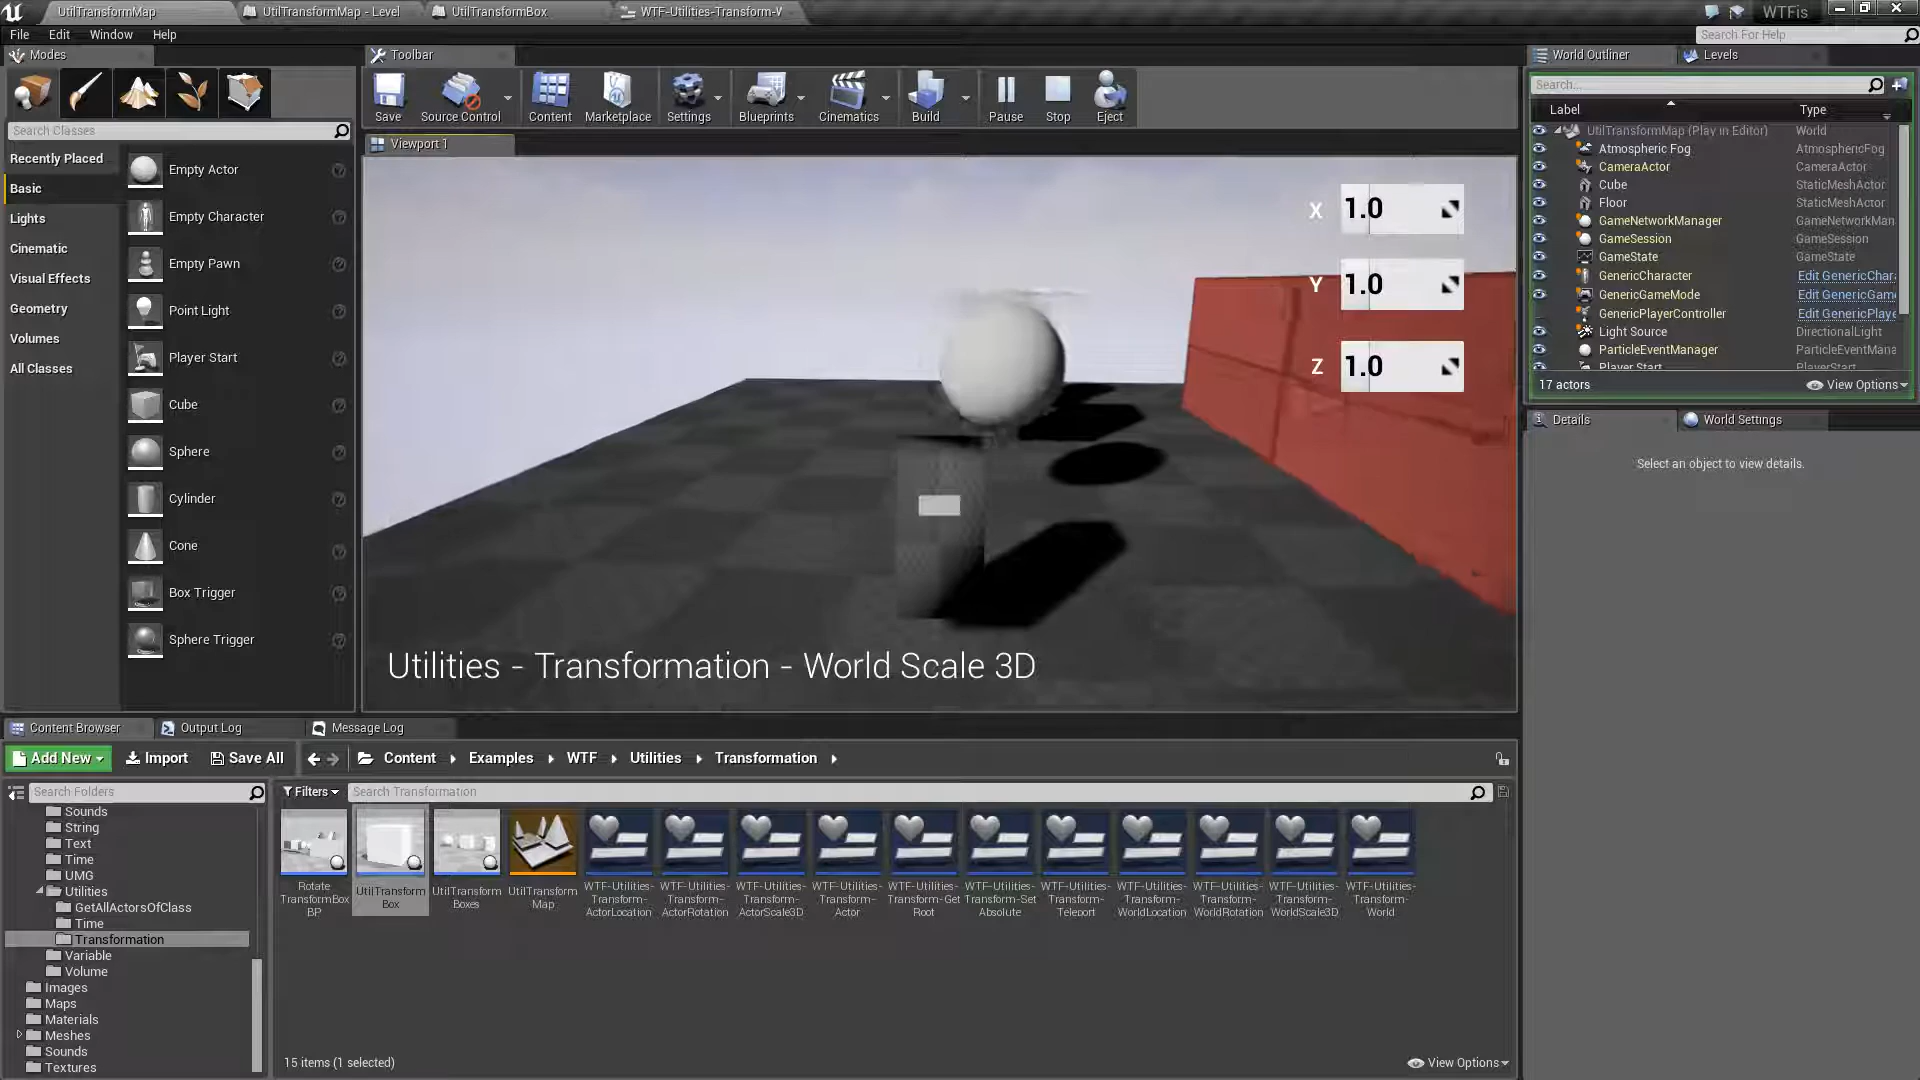 UtilTransformMap
UtilTransformMap - Level
UtilTransformBox
WTF-Utilities-Transform-W
WTFis
File
Edit
Window
Help
Search For Help
Modes
Toolbar
World Outliner
Levels
Save
Source Control
Content
Marketplace
Settings
Blueprints
Cinematics
Build
Pause
Stop
Eject
Search...
Label
Type
Search Classes
Viewport 1
Recently Placed
Basic
Lights
Cinematic
Visual Effects
Geometry
Volumes
All Classes
Empty Actor
Empty Character
Empty Pawn
Point Light
Player Start
Cube
Sphere
Cylinder
Cone
Box Trigger
Sphere Trigger
X 1.0
Y 1.0
Z 1.0
Utilities - Transformation - World Scale 3D
UtilTransformMap (Play in Editor) World
Atmospheric Fog AtmosphericFog
CameraActor CameraActor
Cube StaticMeshActor
Floor StaticMeshActor
GameNetworkManager GameNetworkMan
GameSession GameSession
GameState GameState
GenericCharacter Edit GenericChar
GenericGameMode Edit GenericGame
GenericPlayerController Edit GenericPlaye
Light Source DirectionalLight
ParticleEventManager ParticleEventMana
Player Start PlayerStart
17 actors
View Options
Details
World Settings
Select an object to view details.
Content Browser
Output Log
Message Log
Add New
Import
Save All
Content
Examples
WTF
Utilities
Transformation
Search Folders
Filters
Search Transformation
Sounds
String
Text
Time
UMG
Utilities
GetAllActorsOfClass
Time
Transformation
Variable
Volume
Images
Maps
Materials
Meshes
Sounds
Textures
Rotate
TransformBox
BP
UtilTransform
Box
UtilTransform
Boxes
UtilTransform
Map
WTF-Utilities-
Transform-
ActorLocation
WTF-Utilities-
Transform-
ActorRotation
WTF-Utilities-
Transform-
ActorScale3D
WTF-Utilities-
Transform-
Actor
WTF-Utilities-
Transform-Get
Root
WTF-Utilities-
Transform-Set
Absolute
WTF-Utilities-
Transform-
Teleport
WTF-Utilities-
Transform-
WorldLocation
WTF-Utilities-
Transform-
WorldRotation
WTF-Utilities-
Transform-
WorldScale3D
WTF-Utilities-
Transform-
World
15 items (1 selected)
View Options